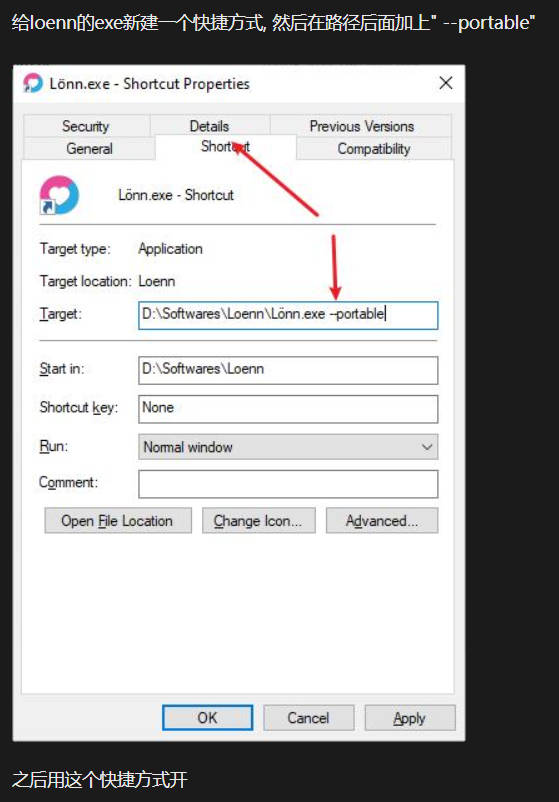 给loenn的exe新建一个快捷方式, 然后在路径后面加上" --portable"
Lönn.exe - Shortcut Properties
Security Details Previous Versions
General Shortcut Compatibility
Lönn.exe - Shortcut
Target type: Application
Target location: Loenn
Target: D:\Softwares\Loenn\Lönn.exe --portable
Start in: D:\Softwares\Loenn
Shortcut key: None
Run: Normal window
Comment:
Open File Location Change Icon... Advanced...
OK Cancel Apply
之后用这个快捷方式开